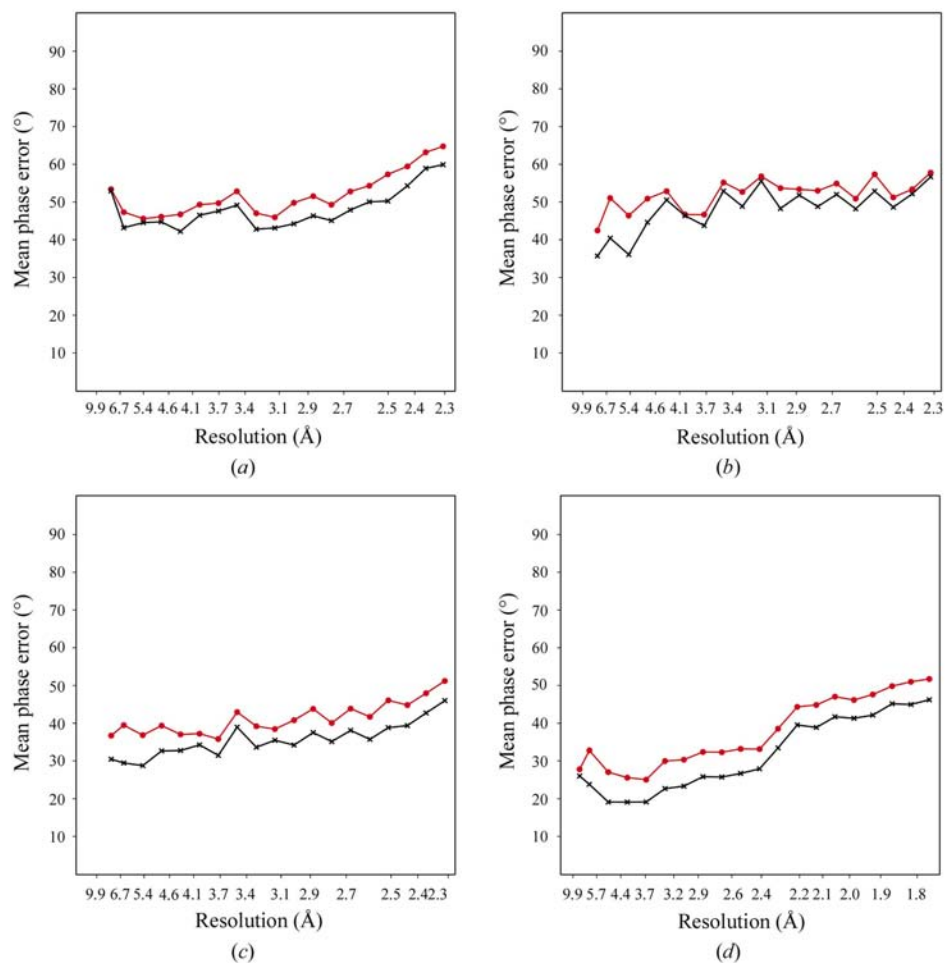 90
80
70
60
50
40
30
20
10
Mean phase error (°)
9.9 6.7 5.4 4.6 4.1 3.7 3.4 3.1 2.9 2.7 2.5 2.4 2.3
Resolution (Å)
(a)
90
80
70
60
50
40
30
20
10
Mean phase error (°)
9.9 6.7 5.4 4.6 4.1 3.7 3.4 3.1 2.9 2.7 2.5 2.4 2.3
Resolution (Å)
(b)
90
80
70
60
50
40
30
20
10
Mean phase error (°)
9.9 6.7 5.4 4.6 4.1 3.7 3.4 3.1 2.9 2.7 2.5 2.42.3
Resolution (Å)
(c)
90
80
70
60
50
40
30
20
10
Mean phase error (°)
9.9 5.7 4.4 3.7 3.2 2.9 2.6 2.4 2.2 2.1 2.0 1.9 1.8
Resolution (Å)
(d)